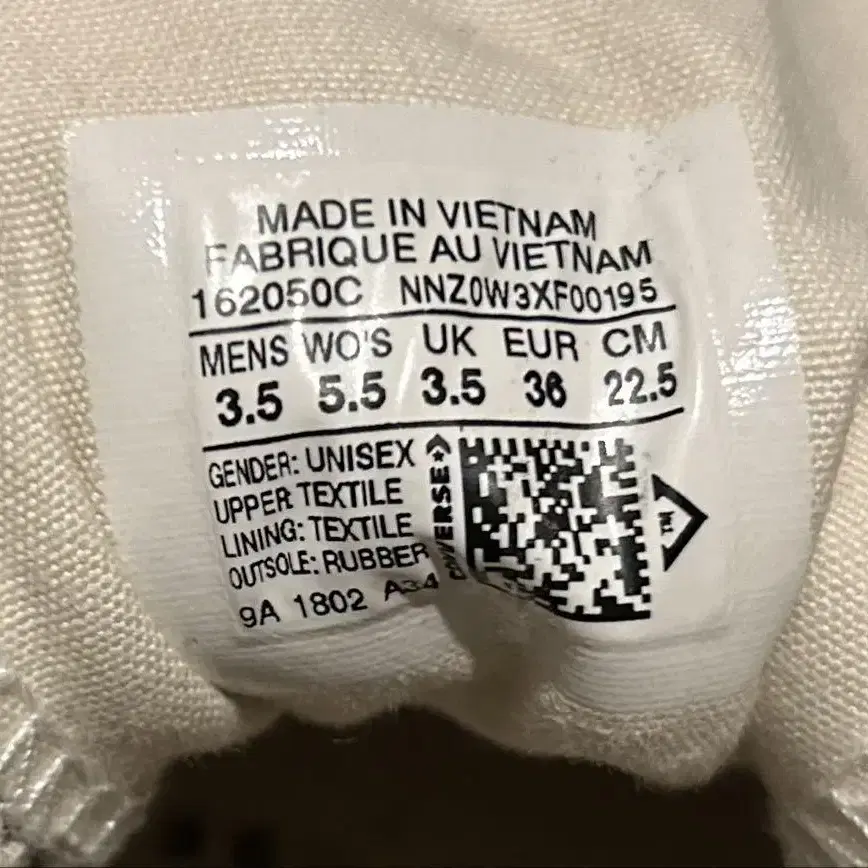 MADE IN VIETNAM
FABRIQUE AU VIETNAM
162050C NNZ0W3XF00195
MENS WO'S UK EUR CM
3.5 5.5 3.5 36 22.5
GENDER: UNISEX
UPPER: TEXTILE
LINING: TEXTILE
OUTSOLE: RUBBER
9A 1802 A34
CONVERSE
TM